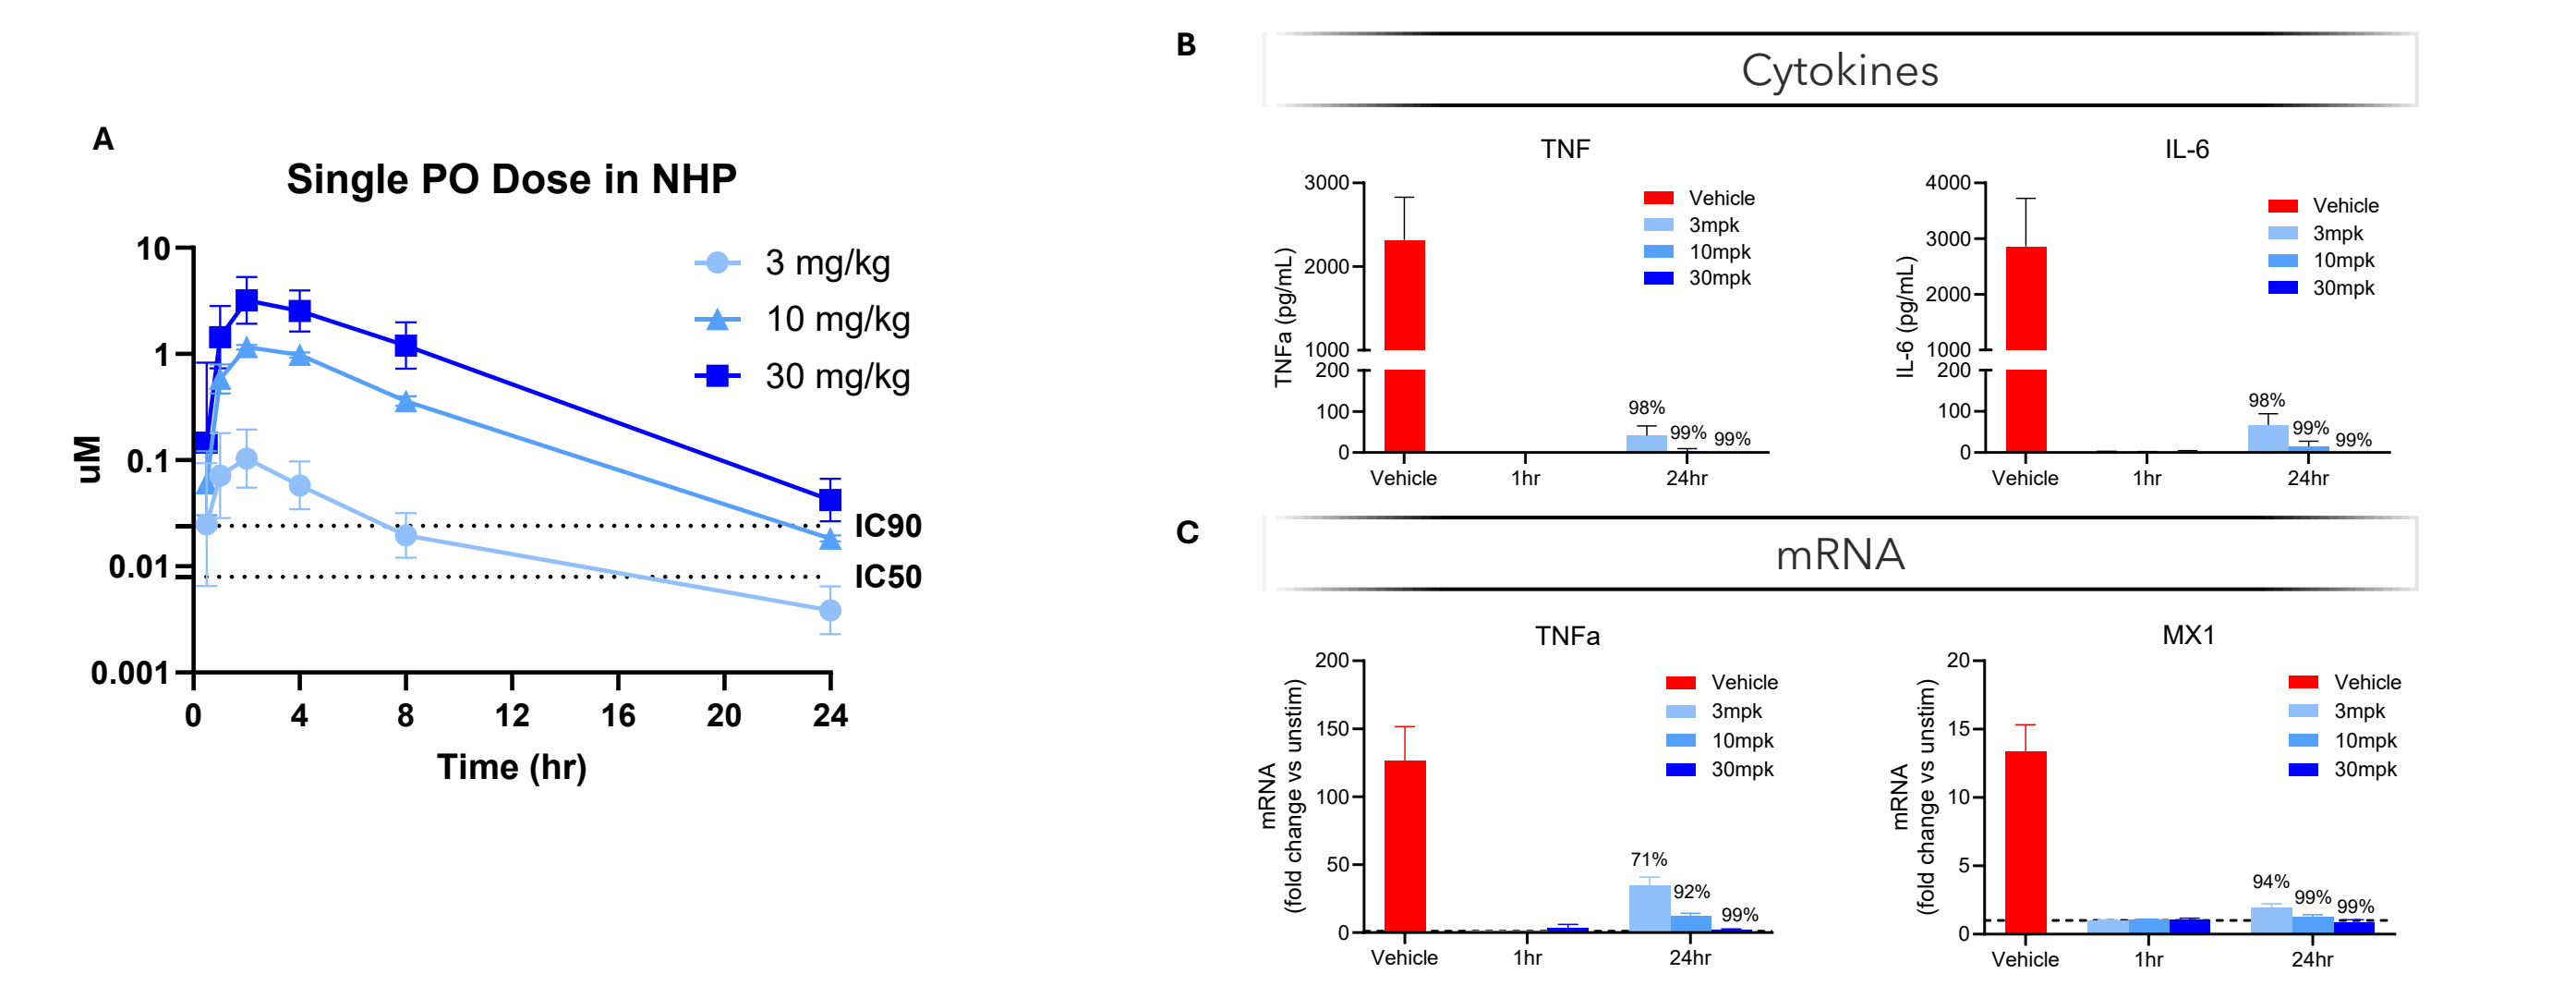 A
Single PO Dose in NHP
10
1
0.1
0.01
0.001
uM
3 mg/kg
10 mg/kg
30 mg/kg
IC90
IC50
0 4 8 12 16 20 24
Time (hr)
B
Cytokines
TNF
TNFa (pg/mL)
3000
2000
1000
200
100
0
Vehicle
3mpk
10mpk
30mpk
98%
99%
99%
Vehicle 1hr 24hr
IL-6
IL-6 (pg/mL)
4000
3000
2000
1000
200
100
0
Vehicle
3mpk
10mpk
30mpk
98%
99%
99%
Vehicle 1hr 24hr
C
mRNA
TNFa
mRNA
(fold change vs unstim)
200
150
100
50
0
Vehicle
3mpk
10mpk
30mpk
71%
92%
99%
Vehicle 1hr 24hr
MX1
mRNA
(fold change vs unstim)
20
15
10
5
0
Vehicle
3mpk
10mpk
30mpk
94%
99%
99%
Vehicle 1hr 24hr